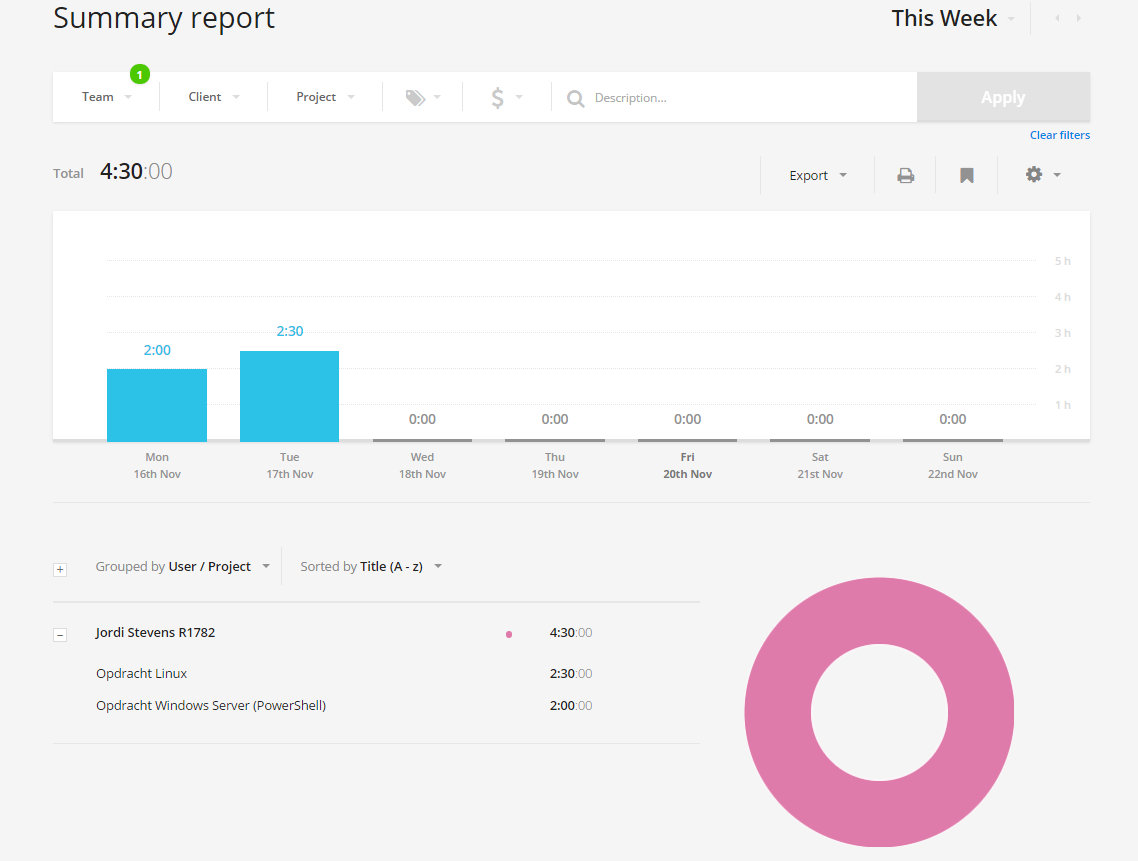 Summary report
This Week
1
Team
Client
Project
$
Description...
Apply
Clear filters
Total 4:30:00
Export
5 h
4 h
3 h
2 h
1 h
2:00
2:30
0:00
0:00
0:00
0:00
0:00
Mon
16th Nov
Tue
17th Nov
Wed
18th Nov
Thu
19th Nov
Fri
20th Nov
Sat
21st Nov
Sun
22nd Nov
Grouped by User / Project
Sorted by Title (A - z)
Jordi Stevens R1782 4:30:00
Opdracht Linux 2:30:00
Opdracht Windows Server (PowerShell) 2:00:00